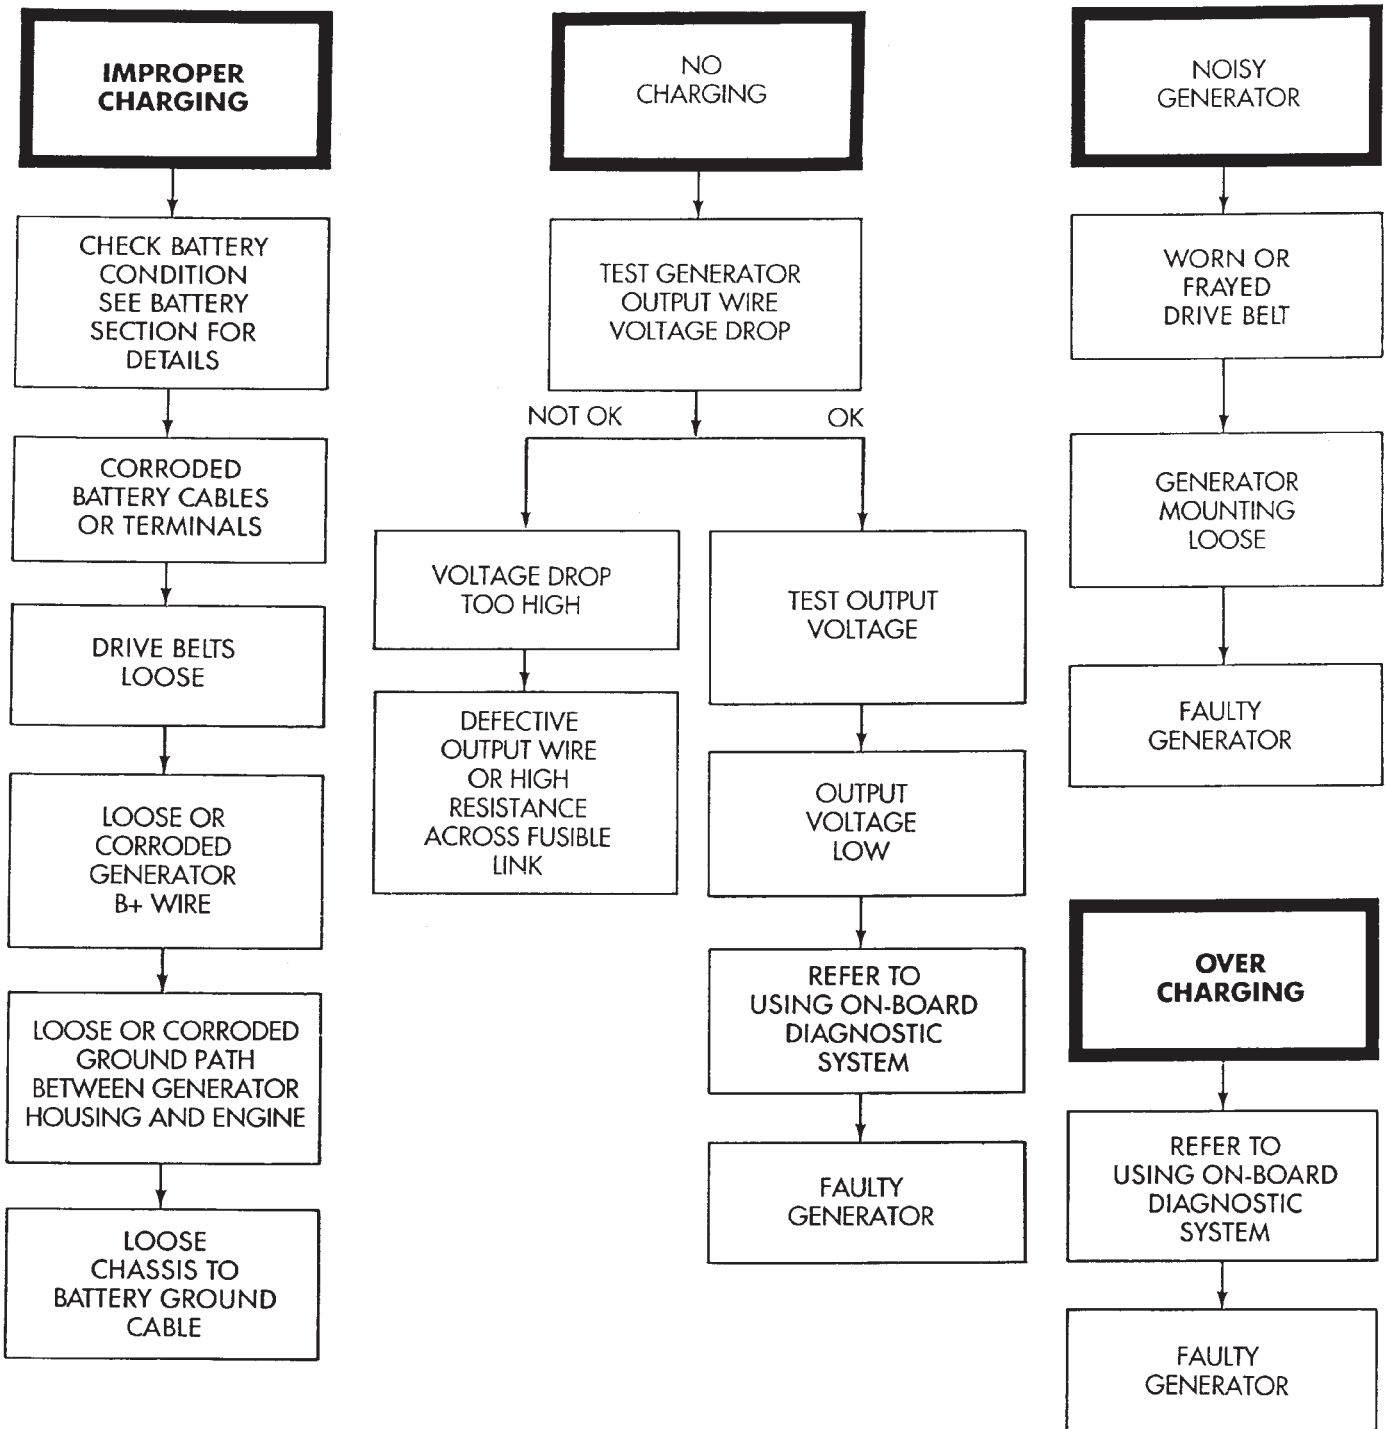 IMPROPER
CHARGING
CHECK BATTERY
CONDITION
SEE BATTERY
SECTION FOR
DETAILS
CORRODED
BATTERY CABLES
OR TERMINALS
DRIVE BELTS
LOOSE
LOOSE OR
CORRODED
GENERATOR
B+ WIRE
LOOSE OR CORRODED
GROUND PATH
BETWEEN GENERATOR
HOUSING AND ENGINE
LOOSE
CHASSIS TO
BATTERY GROUND
CABLE
NO
CHARGING
TEST GENERATOR
OUTPUT WIRE
VOLTAGE DROP
NOT OK
OK
VOLTAGE DROP
TOO HIGH
DEFECTIVE
OUTPUT WIRE
OR HIGH
RESISTANCE
ACROSS FUSIBLE
LINK
TEST OUTPUT
VOLTAGE
OUTPUT
VOLTAGE
LOW
REFER TO
USING ON-BOARD
DIAGNOSTIC
SYSTEM
FAULTY
GENERATOR
NOISY
GENERATOR
WORN OR
FRAYED
DRIVE BELT
GENERATOR
MOUNTING
LOOSE
FAULTY
GENERATOR
OVER
CHARGING
REFER TO
USING ON-BOARD
DIAGNOSTIC
SYSTEM
FAULTY
GENERATOR